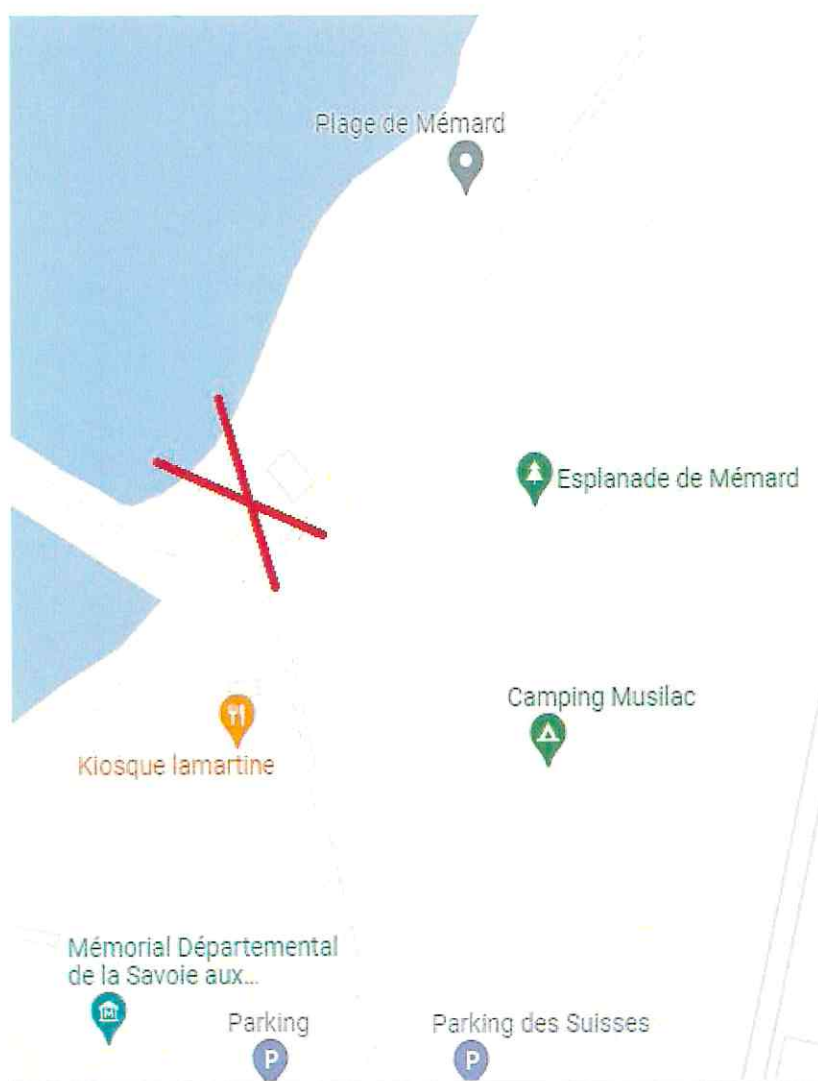 Plage de Mémard
Esplanade de Mémard
Camping Musilac
Kiosque lamartine
Mémorial Départemental
de la Savoie aux...
Parking
Parking des Suisses